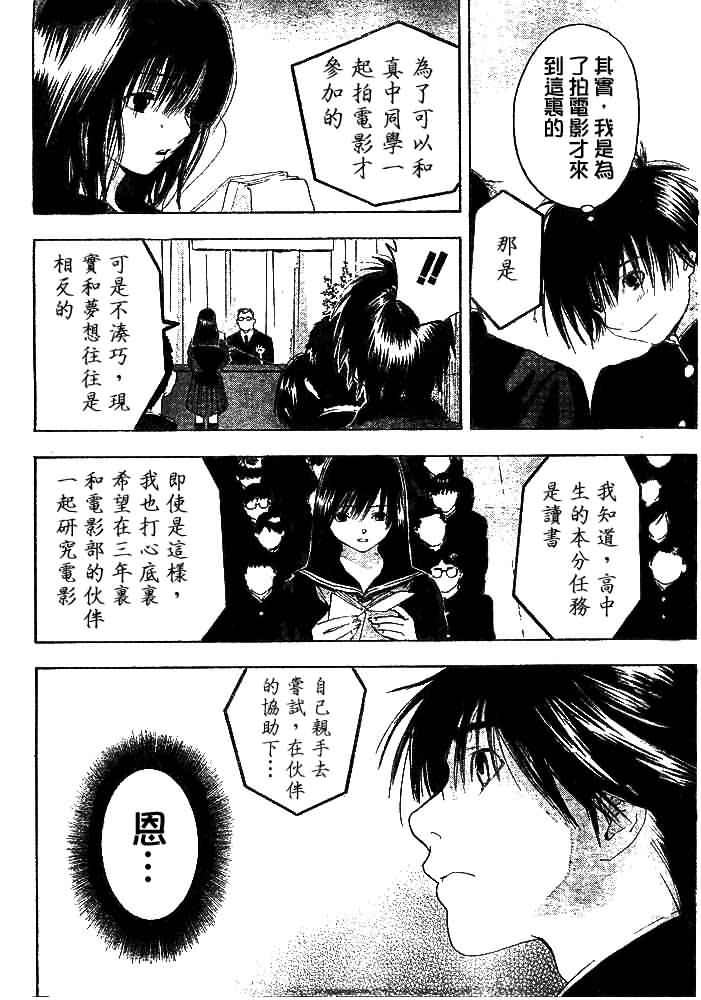 其實，我是為
了拍電影才來
到這裏的
那是
為了可以和
真中同學一
起拍電影才
參加的
!!
可是不湊巧，現
實和夢想往往是
相反的
我知道，高中
生的本分任務
是讀書
即使是這樣，
我也打心底裏
希望在三年裏
和電影部的伙伴
一起研究電影
自己親手去
嘗試，在伙伴
的協助下…
恩…